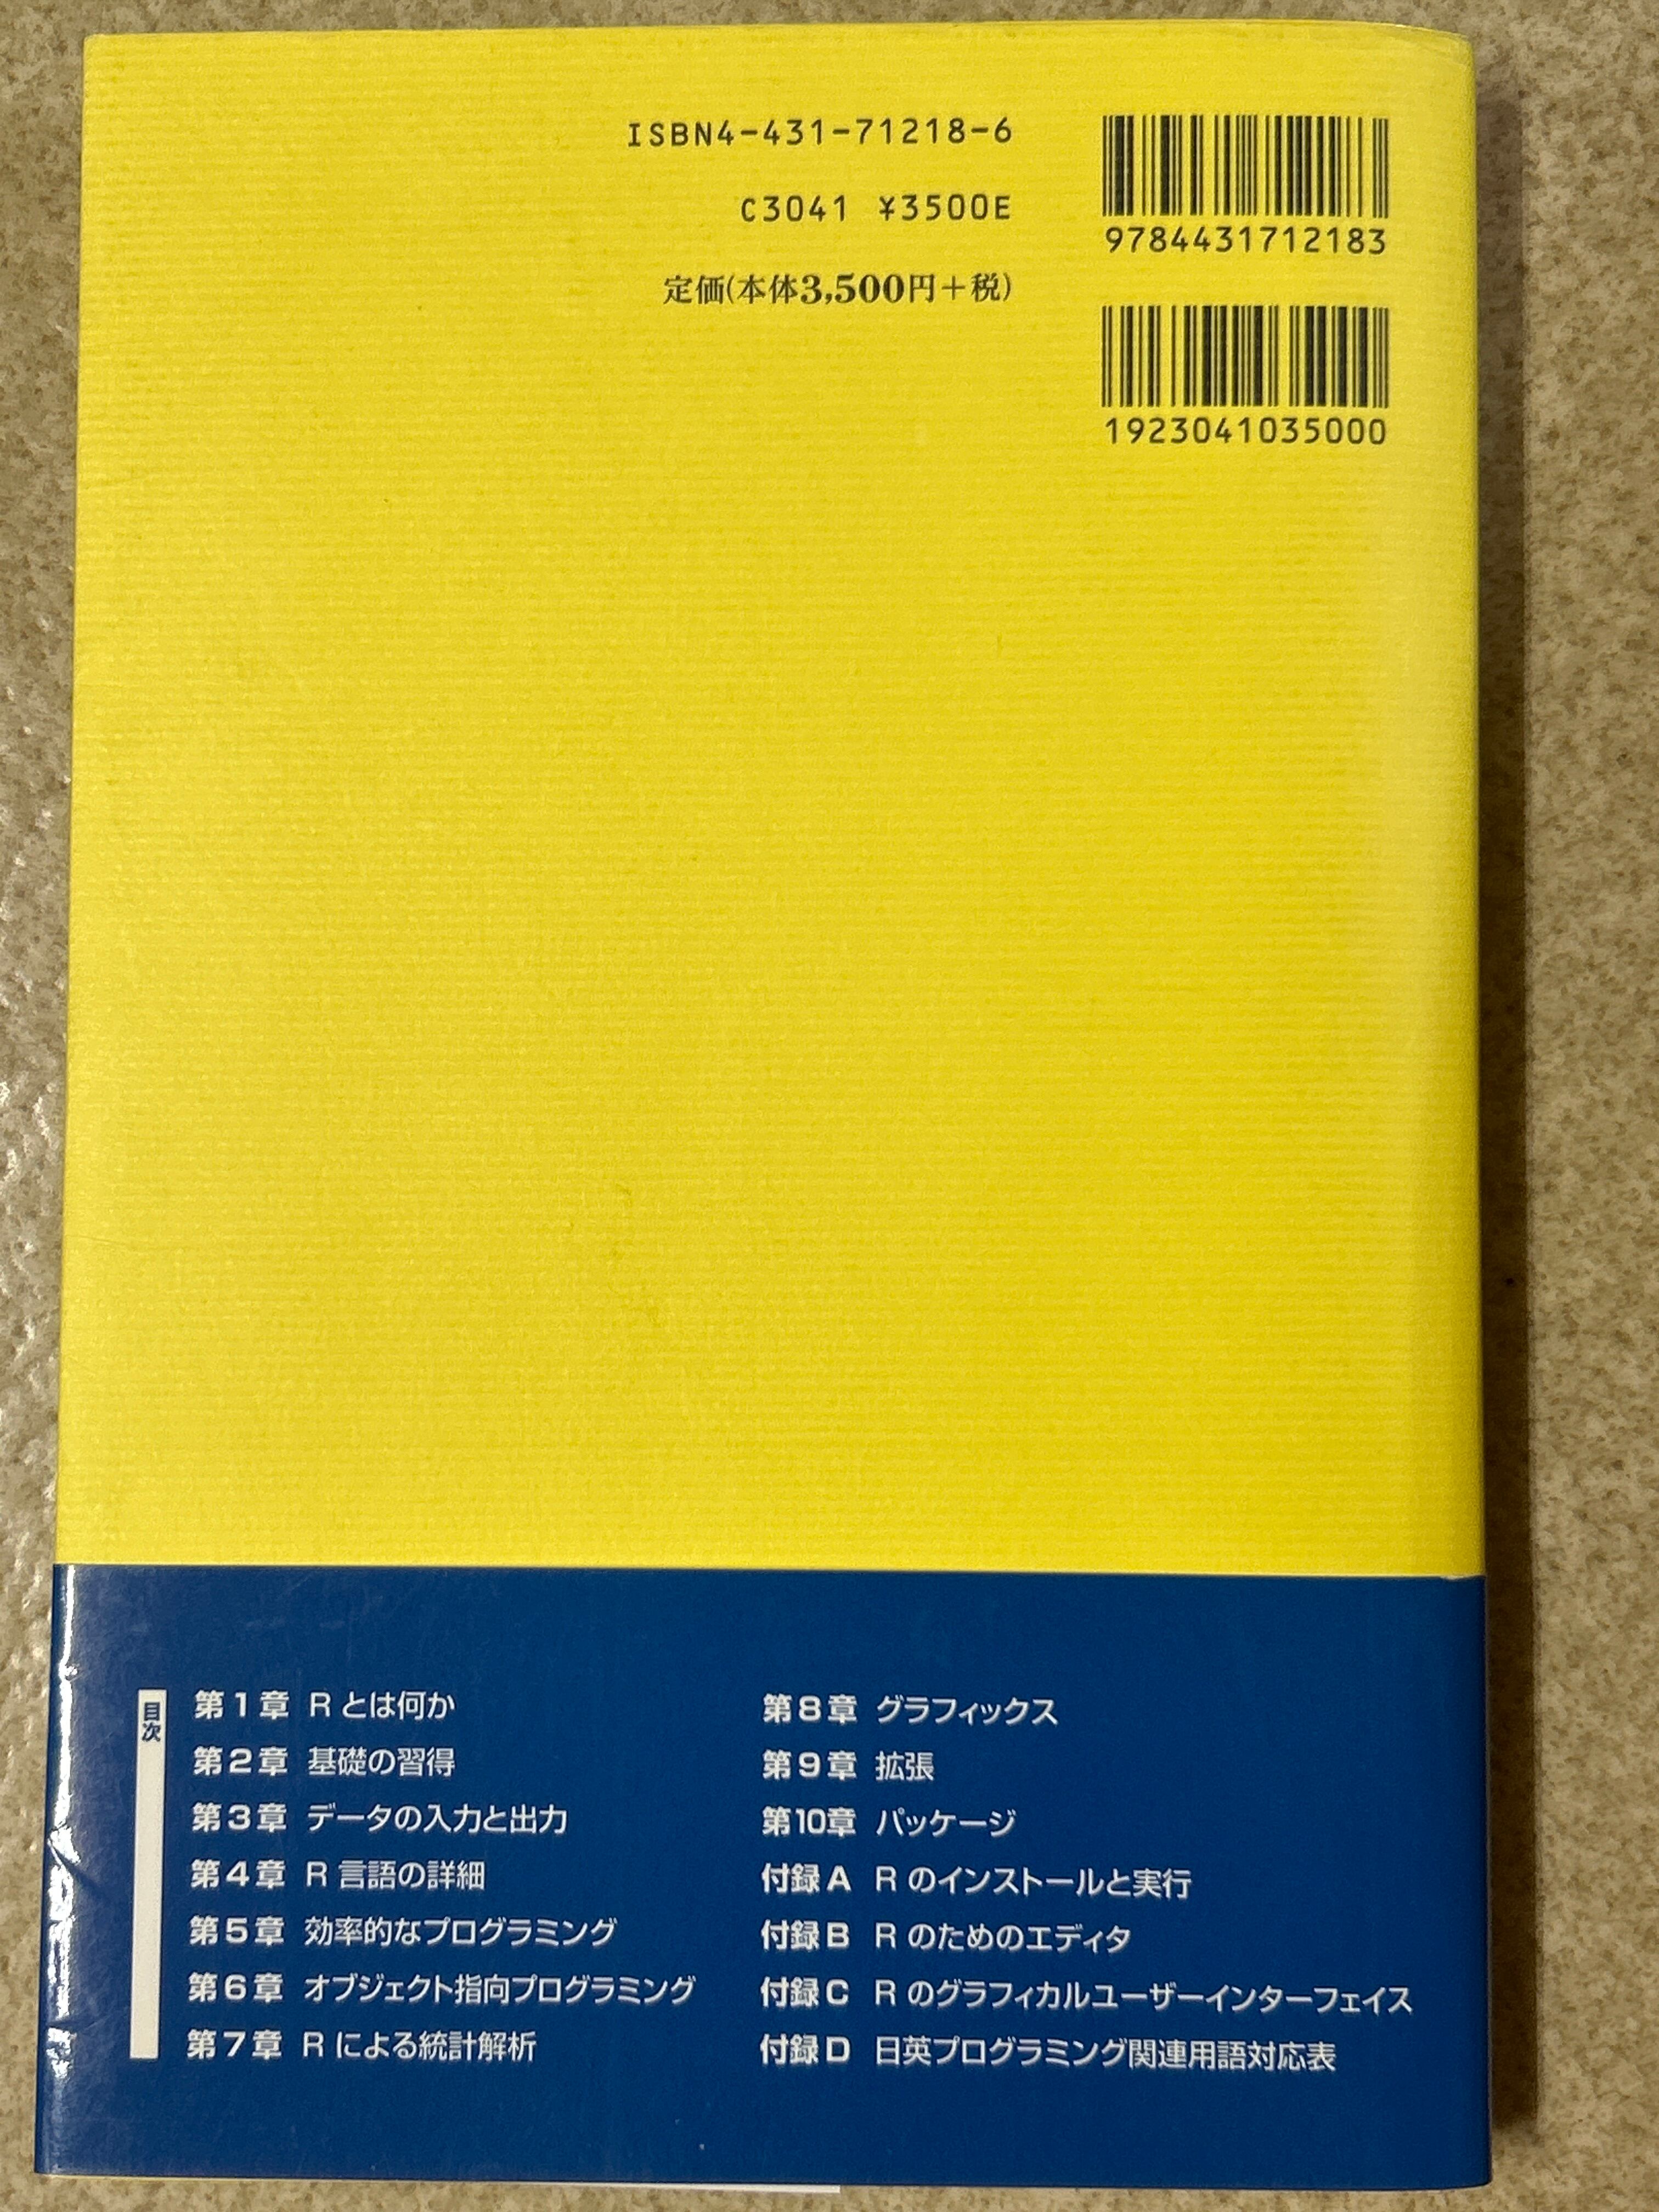 ISBN4-431-71218-6
C3041 ¥3500E
定価(本体3,500円+税)
9784431712183
1923041035000
目次
第1章 R とは何か
第2章 基礎の習得
第3章 データの入力と出力
第4章 R 言語の詳細
第5章 効率的なプログラミング
第6章 オブジェクト指向プログラミング
第7章 R による統計解析
第8章 グラフィックス
第9章 拡張
第10章 パッケージ
付録A R のインストールと実行
付録B R のためのエディタ
付録C R のグラフィカルユーザーインターフェイス
付録D 日英プログラミング関連用語対応表